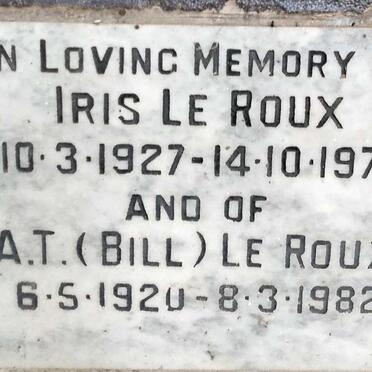 N LOVING MEMORY
IRIS LE ROUX
10·3·1927-14·10·197
AND OF
A.T. (BILL) LE ROUX
6·5·1920-8·3·1982